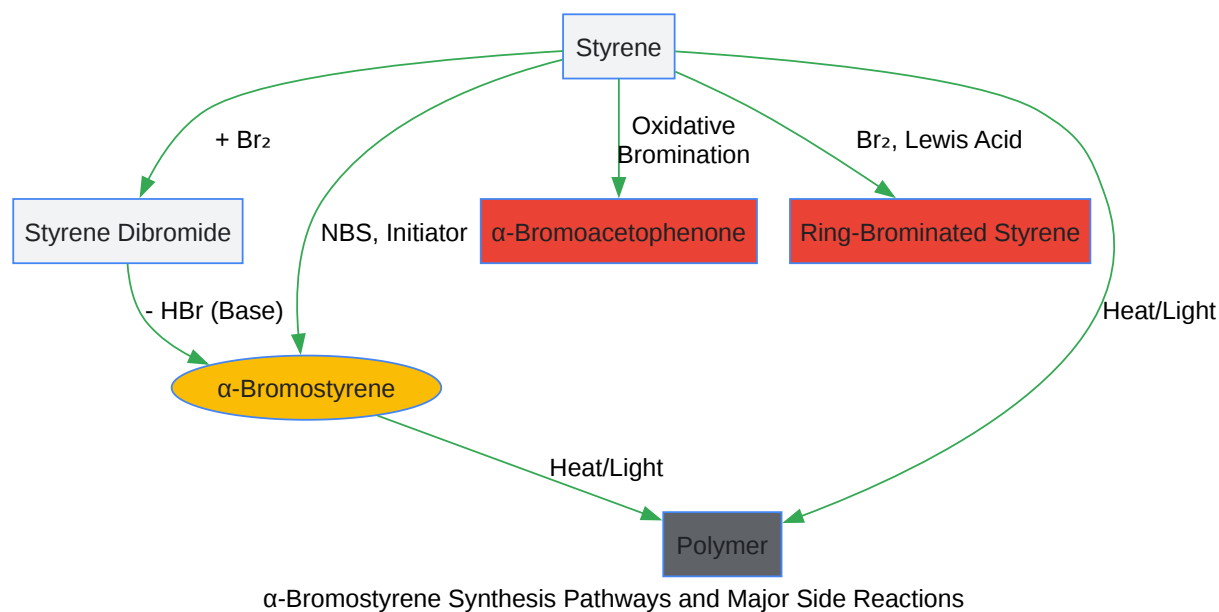 Styrene
+ Br₂
Oxidative
Bromination
Br₂, Lewis Acid
Styrene Dibromide
NBS, Initiator
α-Bromoacetophenone
Ring-Brominated Styrene
- HBr (Base)
Heat/Light
α-Bromostyrene
Heat/Light
Polymer
α-Bromostyrene Synthesis Pathways and Major Side Reactions